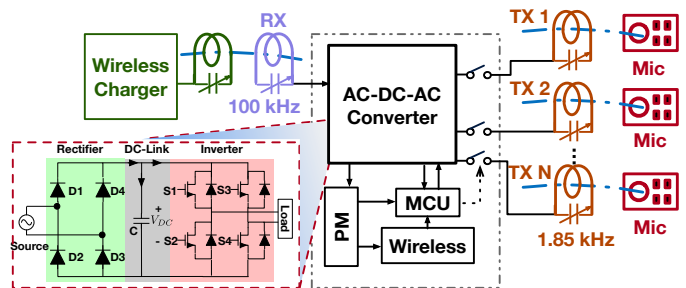 RX
Wireless
Charger
100 kHz
AC-DC-AC
Converter
TX 1
Mic
TX 2
Mic
TX N
Mic
1.85 kHz
PM
MCU
Wireless
Rectifier
DC-Link
Inverter
D1
D4
S1
S3
+
V_DC
C
-
Load
Source
D2
D3
S2
S4